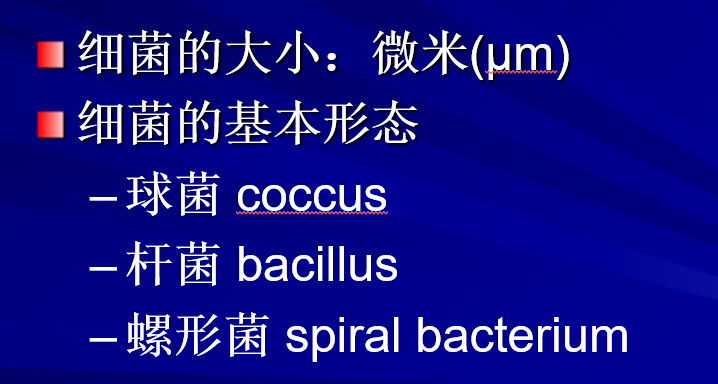 细菌的大小：微米(μm)
细菌的基本形态
–球菌 coccus
–杆菌 bacillus
–螺形菌 spiral bacterium